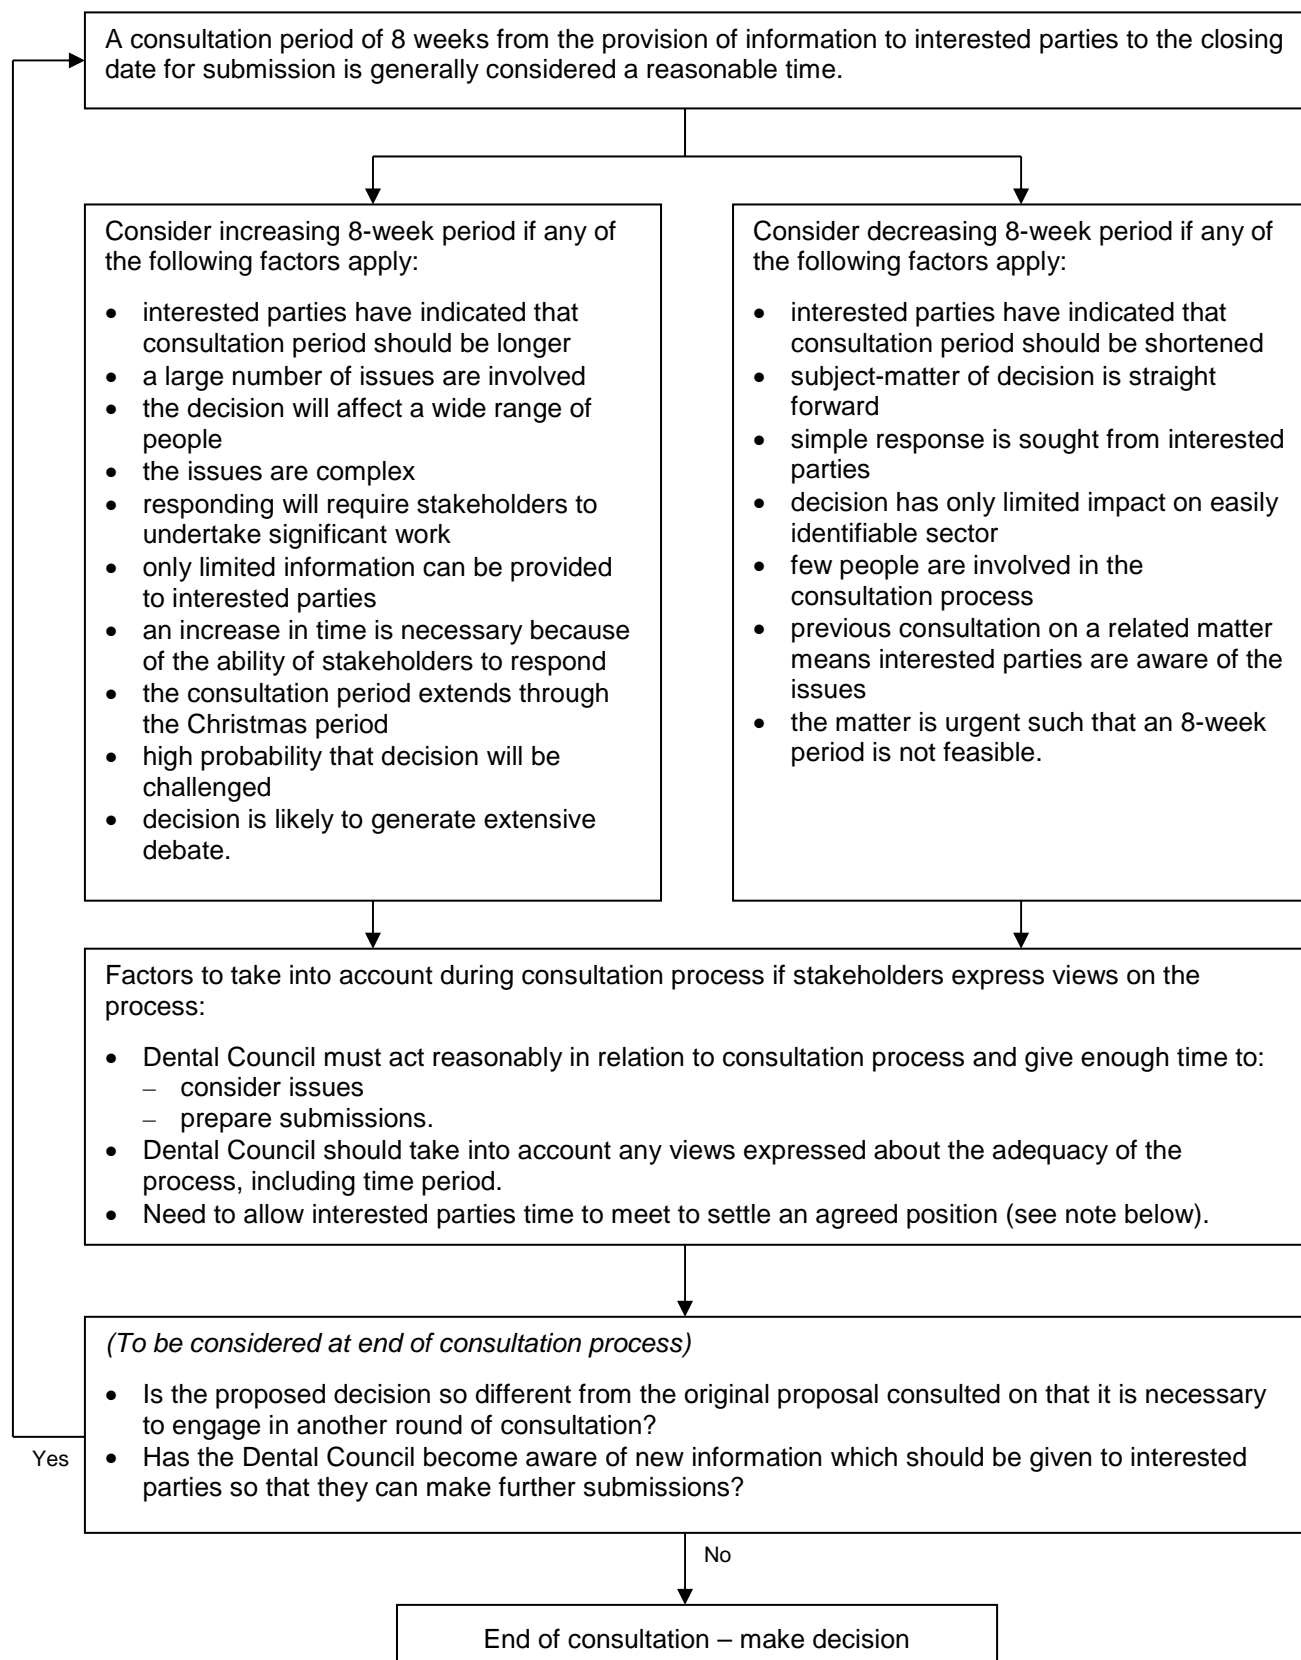 A consultation period of 8 weeks from the provision of information to interested parties to the closing
date for submission is generally considered a reasonable time.
Consider increasing 8-week period if any of
the following factors apply:
• interested parties have indicated that
consultation period should be longer
• a large number of issues are involved
• the decision will affect a wide range of
people
• the issues are complex
• responding will require stakeholders to
undertake significant work
• only limited information can be provided
to interested parties
• an increase in time is necessary because
of the ability of stakeholders to respond
• the consultation period extends through
the Christmas period
• high probability that decision will be
challenged
• decision is likely to generate extensive
debate.
Consider decreasing 8-week period if any of
the following factors apply:
• interested parties have indicated that
consultation period should be shortened
• subject-matter of decision is straight
forward
• simple response is sought from interested
parties
• decision has only limited impact on easily
identifiable sector
• few people are involved in the
consultation process
• previous consultation on a related matter
means interested parties are aware of the
issues
• the matter is urgent such that an 8-week
period is not feasible.
Factors to take into account during consultation process if stakeholders express views on the
process:
• Dental Council must act reasonably in relation to consultation process and give enough time to:
– consider issues
– prepare submissions.
• Dental Council should take into account any views expressed about the adequacy of the
process, including time period.
• Need to allow interested parties time to meet to settle an agreed position (see note below).
(To be considered at end of consultation process)
• Is the proposed decision so different from the original proposal consulted on that it is necessary
to engage in another round of consultation?
• Has the Dental Council become aware of new information which should be given to interested
parties so that they can make further submissions?
Yes
No
End of consultation – make decision